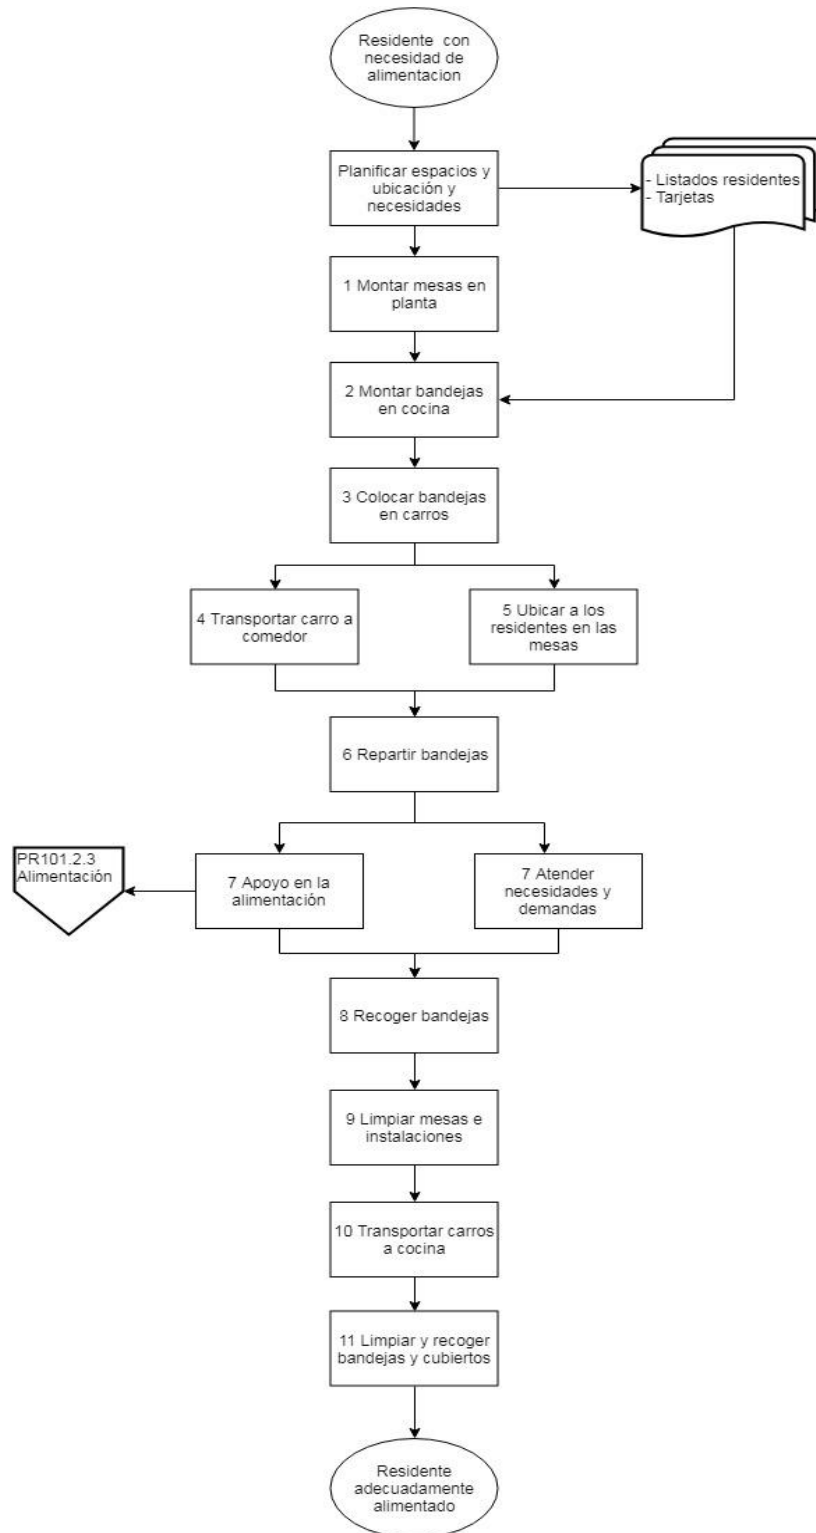 Residente con
necesidad de
alimentacion
Planificar espacios y
ubicación y
necesidades
- Listados residentes
- Tarjetas
1 Montar mesas en
planta
2 Montar bandejas
en cocina
3 Colocar bandejas
en carros
4 Transportar carro a
comedor
5 Ubicar a los
residentes en las
mesas
6 Repartir bandejas
PR101.2.3
Alimentación
7 Apoyo en la
alimentación
7 Atender
necesidades y
demandas
8 Recoger bandejas
9 Limpiar mesas e
instalaciones
10 Transportar carros
a cocina
11 Limpiar y recoger
bandejas y cubiertos
Residente
adecuadamente
alimentado